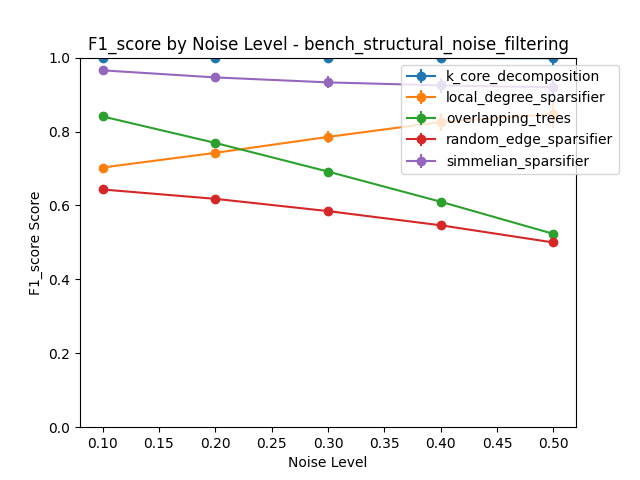 F1_score by Noise Level - bench_structural_noise_filtering
F1_score Score
1.0
0.8
0.6
0.4
0.2
0.0
k_core_decomposition
local_degree_sparsifier
overlapping_trees
random_edge_sparsifier
simmelian_sparsifier
0.10 0.15 0.20 0.25 0.30 0.35 0.40 0.45 0.50
Noise Level